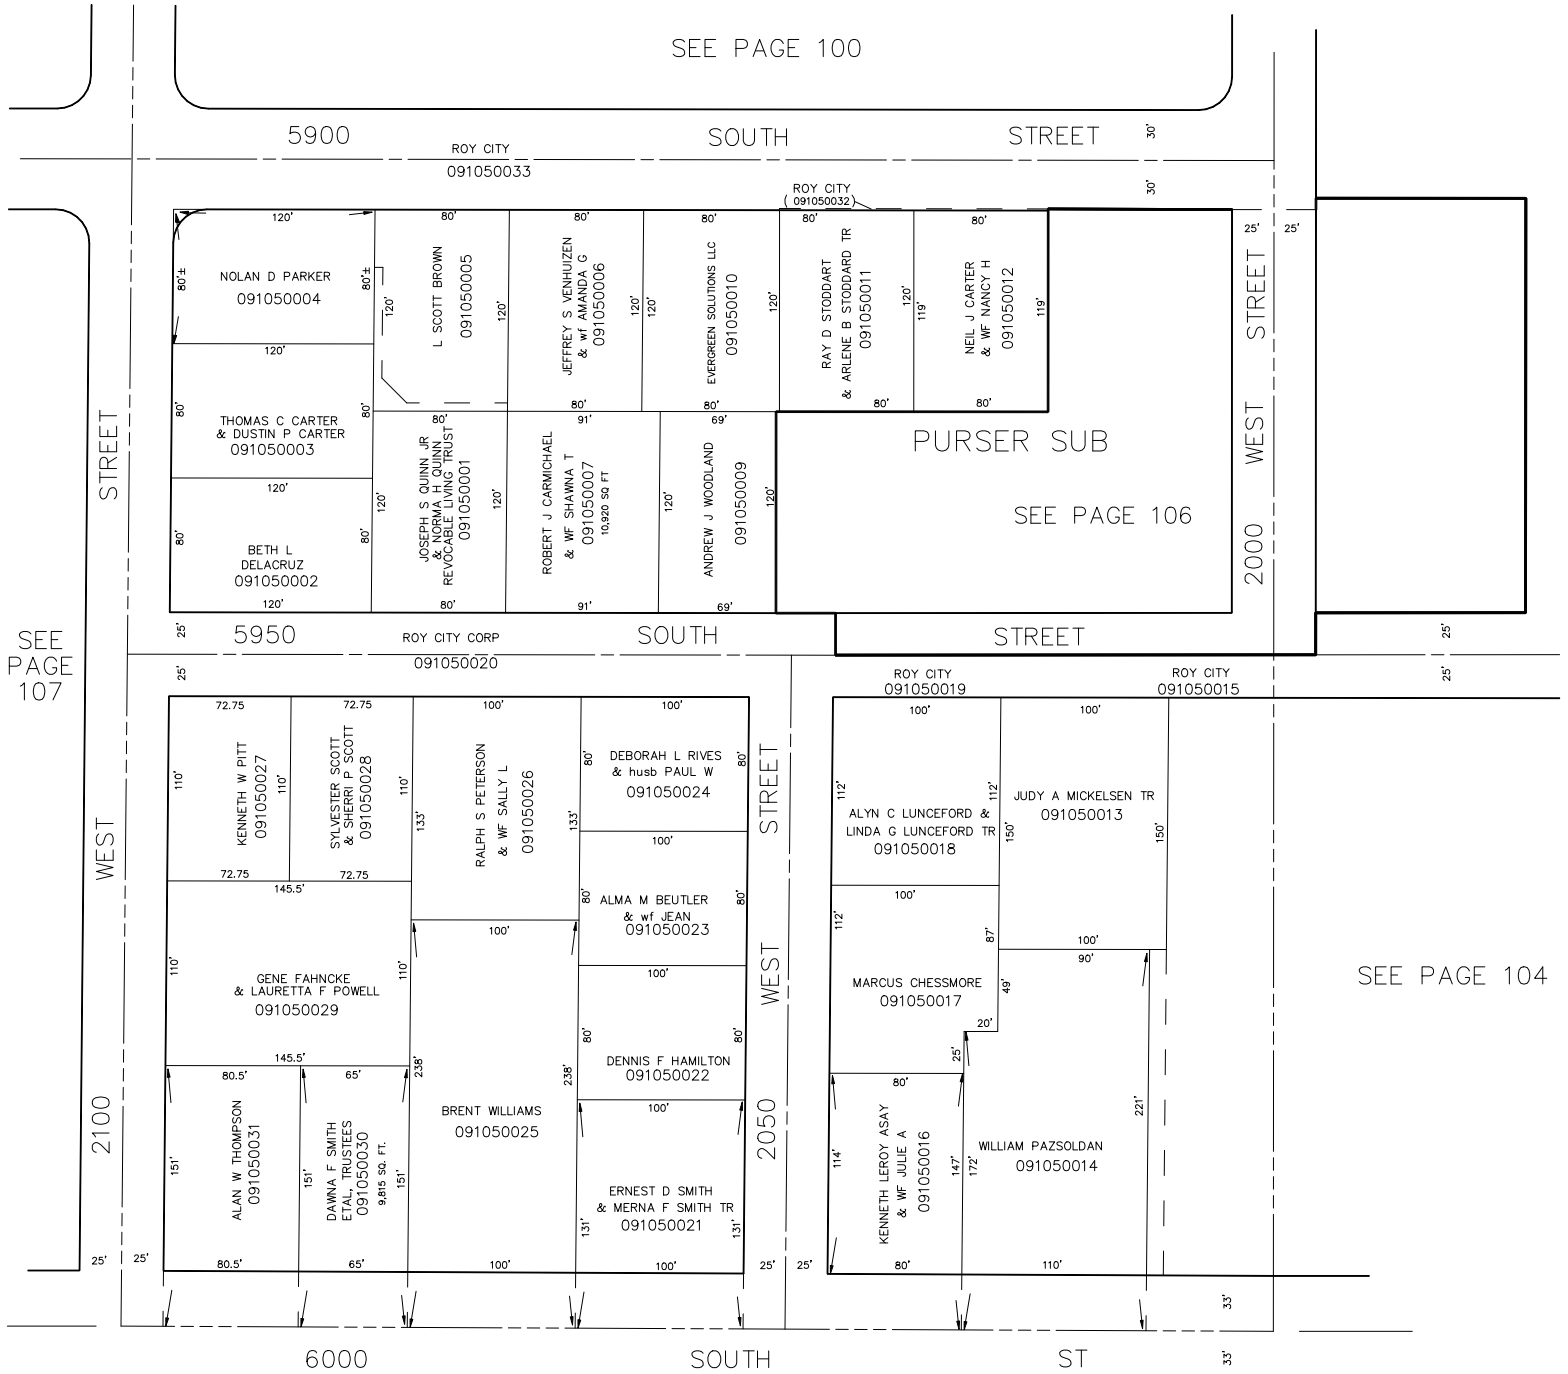 SEE PAGE 100
5900 SOUTH STREET
30'
ROY CITY
091050033
30'
ROY CITY
( 091050032)
120'
80'
80'
80'
80'
80'
25'
25'
80'±
80'±
NOLAN D PARKER
091050004
120'
120'
L SCOTT BROWN
091050005
120'
JEFFREY S VENHUIZEN
& wf AMANDA G
091050006
120'
120'
EVERGREEN SOLUTIONS LLC
091050010
120'
RAY D STODDART
& ARLENE B STODDARD TR
091050011
120'
119'
NEIL J CARTER
& WF NANCY H
091050012
119'
80'
80'
80'
80'
80'
80'
THOMAS C CARTER
& DUSTIN P CARTER
091050003
120'
80'
80'
BETH L
DELACRUZ
091050002
120'
80'
120'
JOSEPH S QUINN JR
& NORMA H QUINN
REVOCABLE LIVING TRUST
091050001
120'
80'
91'
ROBERT J CARMICHAEL
& WF SHAWNA T
091050007
10,920 SQ FT
91'
69'
120'
ANDREW J WOODLAND
091050009
120'
69'
PURSER SUB
SEE PAGE 106
2000 WEST STREET
2100 WEST STREET
SEE
PAGE
107
25'
5950 SOUTH STREET
ROY CITY CORP
091050020
25'
25'
25'
ROY CITY
091050019
ROY CITY
091050015
72.75
72.75
100'
100'
100'
100'
110'
KENNETH W PITT
091050027
110'
SYLVESTER SCOTT
& SHERRI P SCOTT
091050028
110'
133'
RALPH S PETERSON
& WF SALLY L
091050026
133'
80'
DEBORAH L RIVES
& husb PAUL W
091050024
80'
100'
72.75
72.75
145.5'
110'
GENE FAHNCKE
& LAURETTA F POWELL
091050029
110'
145.5'
100'
80'
ALMA M BEUTLER
& wf JEAN
091050023
80'
100'
80'
DENNIS F HAMILTON
091050022
80'
100'
80.5'
65'
151'
ALAN W THOMPSON
091050031
151'
DAWNA F SMITH
ETAL, TRUSTEES
091050030
9,815 SQ. FT.
151'
238'
BRENT WILLIAMS
091050025
238'
131'
ERNEST D SMITH
& MERNA F SMITH TR
091050021
131'
2050 WEST STREET
112'
ALYN C LUNCEFORD &
LINDA G LUNCEFORD TR
091050018
112'
100'
150'
JUDY A MICKELSEN TR
091050013
150'
100'
112'
MARCUS CHESSMORE
091050017
87'
49'
20'
25'
80'
90'
114'
KENNETH LEROY ASAY
& WF JULIE A
091050016
147'
172'
WILLIAM PAZSOLDAN
091050014
221'
SEE PAGE 104
25'
25'
80.5'
65'
100'
100'
25'
25'
80'
110'
33'
6000 SOUTH ST
33'